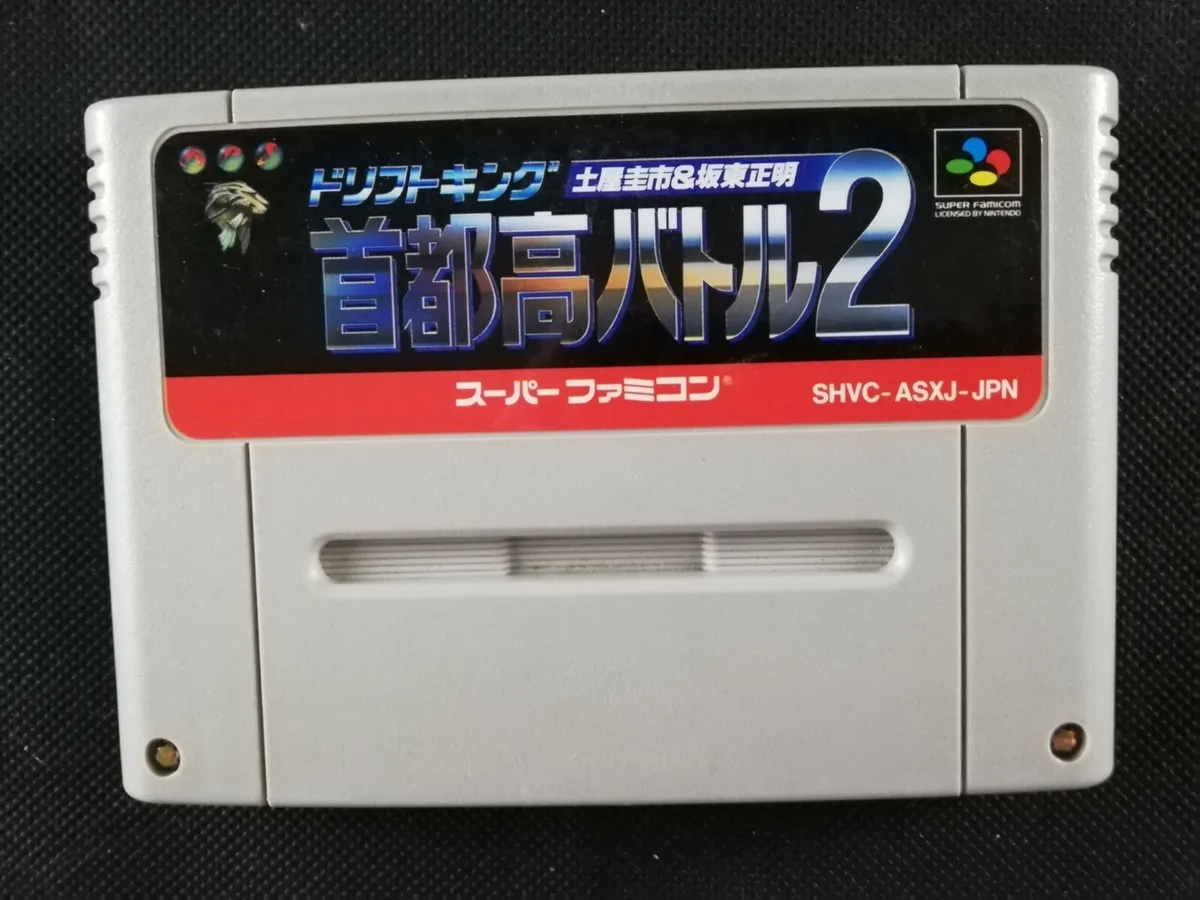 ドリフトキング 土屋圭市&坂東正明
首都高バトル2
SUPER FAMICOM
LICENSED BY NINTENDO
スーパーファミコン®
SHVC-ASXJ-JPN